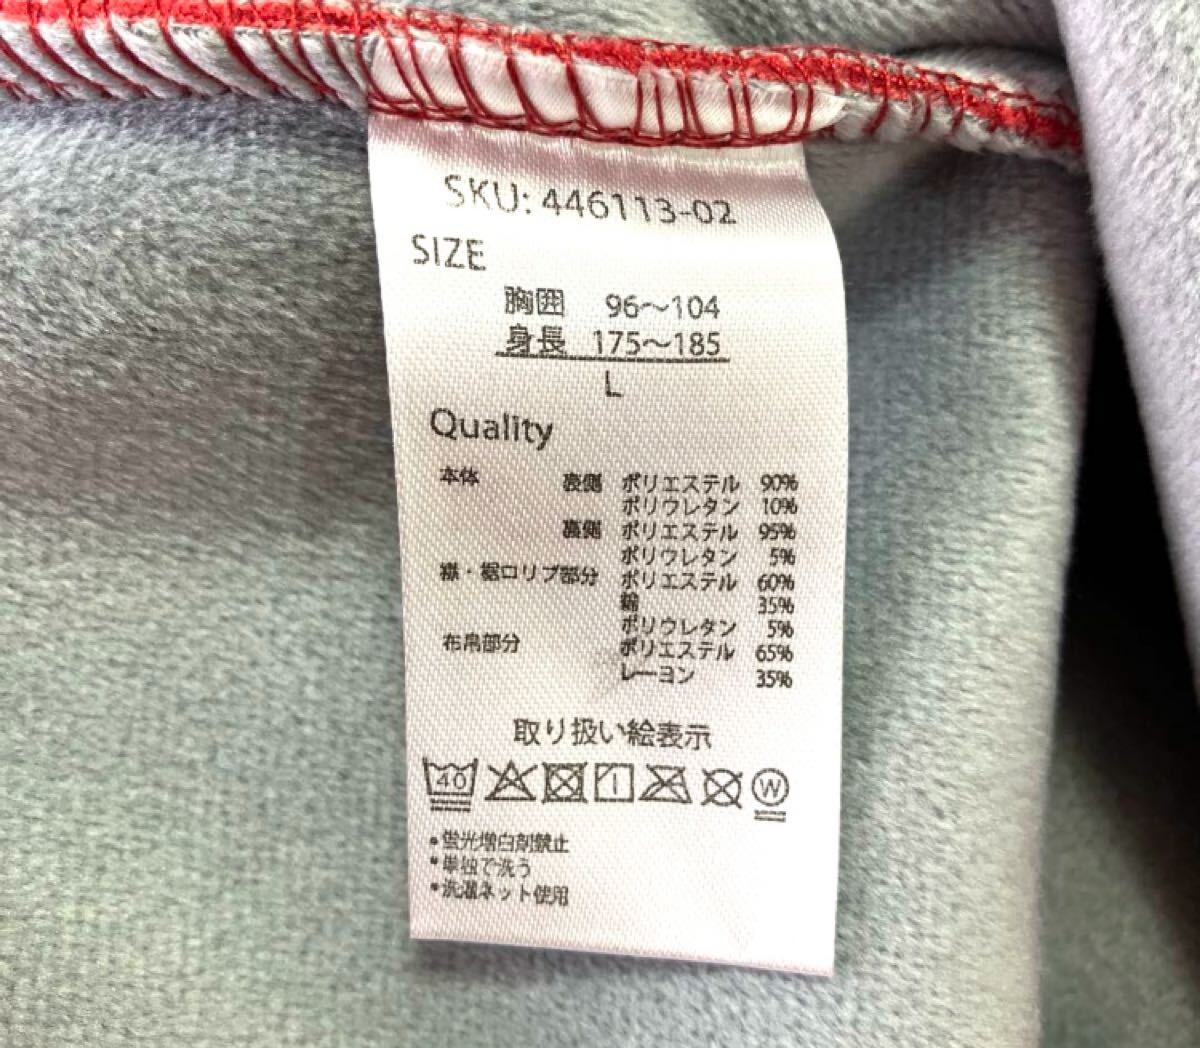 SKU: 446113-02
SIZE
胸囲 96～104
身長 175～185
L
Quality
本体 表側 ポリエステル 90%
ポリウレタン 10%
裏側 ポリエステル 95%
ポリウレタン 5%
襟・裾口リブ部分 ポリエステル 60%
綿 35%
ポリウレタン 5%
布帛部分 ポリエステル 65%
レーヨン 35%
取り扱い絵表示
40 W
•蛍光増白剤禁止
•単独で洗う
•洗濯ネット使用